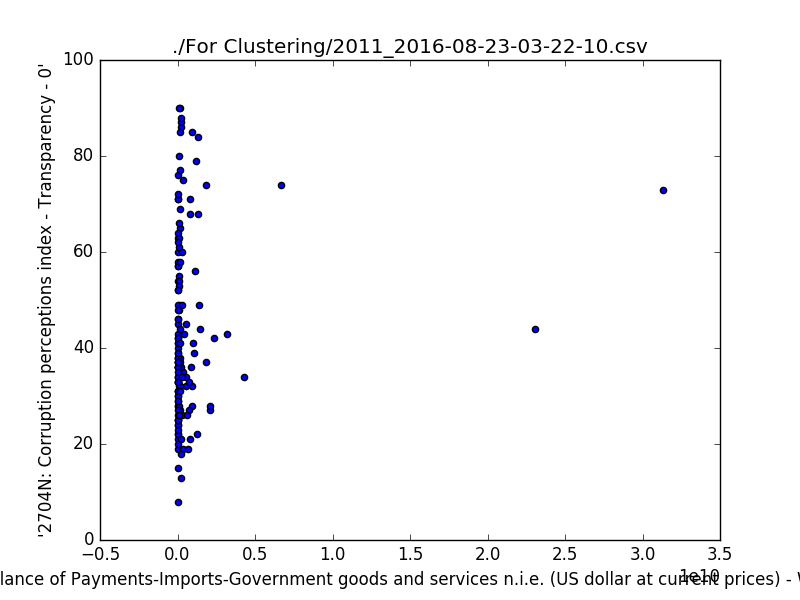 ./For Clustering/2011_2016-08-23-03-22-10.csv
'2704N: Corruption perceptions index - Transparency - 0'
100
80
60
40
20
0
−0.5 0.0 0.5 1.0 1.5 2.0 2.5 3.0 3.5
1e10
lance of Payments-Imports-Government goods and services n.i.e. (US dollar at current prices) -